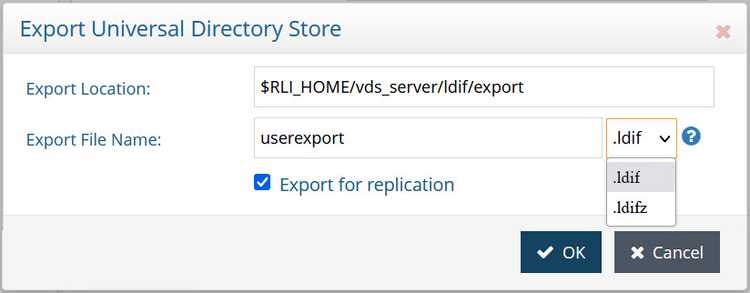 Export Universal Directory Store
Export Location: $RLI_HOME/vds_server/ldif/export
Export File Name: userexport .ldif
.ldif
.ldifz
Export for replication
OK Cancel